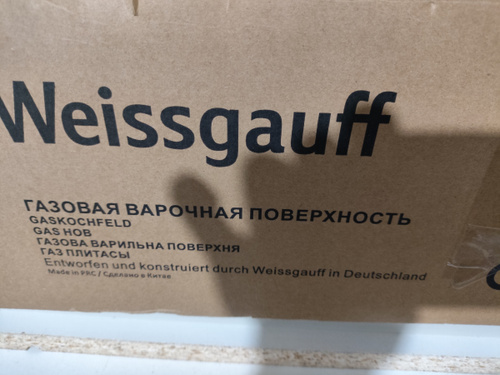 Weissgauff
ГАЗОВАЯ ВАРОЧНАЯ ПОВЕРХНОСТЬ
GASKOCHFELD
GAS HOB
ГАЗОВА ВАРИЛЬНА ПОВЕРХНЯ
ГАЗ ПЛИТАСЫ
Entworfen und konstruiert durch Weissgauff in Deutschland
Made in PRC / Сделано в Китае